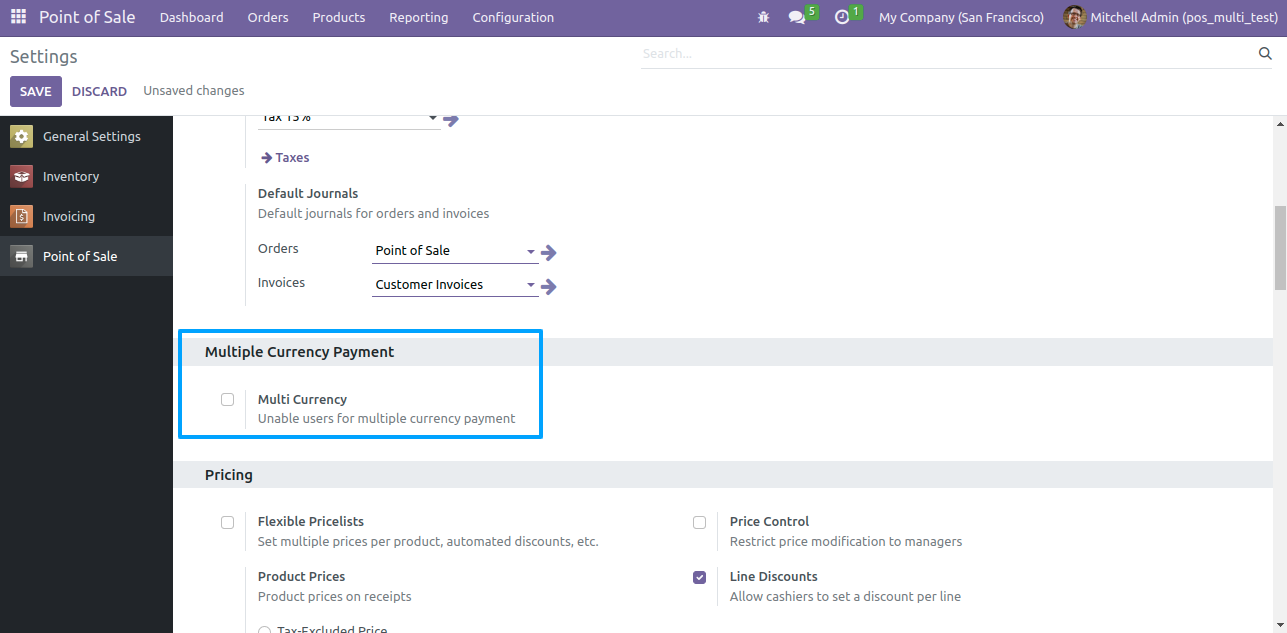 Point of Sale Dashboard Orders Products Reporting Configuration 5 1 My Company (San Francisco) Mitchell Admin (pos_multi_test)
Settings Search...
SAVE DISCARD Unsaved changes
General Settings
Inventory
Invoicing
Point of Sale
Tax 15%
Taxes
Default Journals
Default journals for orders and invoices
Orders Point of Sale
Invoices Customer Invoices
Multiple Currency Payment
Multi Currency
Unable users for multiple currency payment
Pricing
Flexible Pricelists
Set multiple prices per product, automated discounts, etc.
Price Control
Restrict price modification to managers
Product Prices
Product prices on receipts
Line Discounts
Allow cashiers to set a discount per line
Tax-Excluded Price